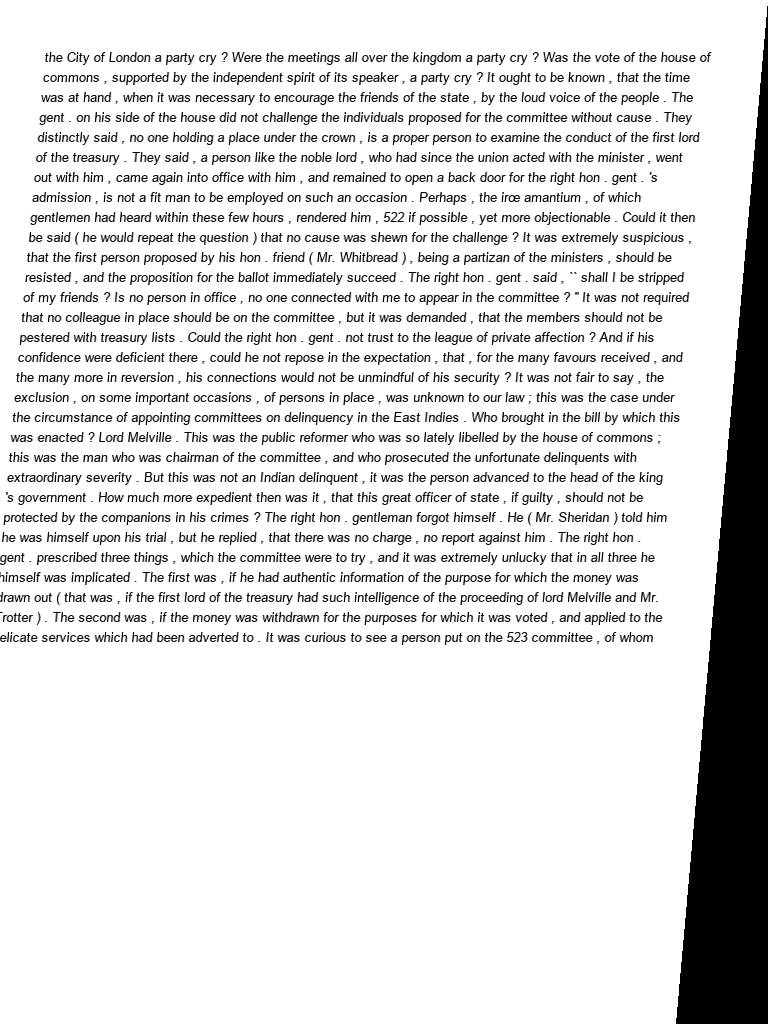 the City of London a party cry ? Were the meetings all over the kingdom a party cry ? Was the vote of the house of
commons , supported by the independent spirit of its speaker , a party cry ? It ought to be known , that the time
was at hand , when it was necessary to encourage the friends of the state , by the loud voice of the people . The
gent . on his side of the house did not challenge the individuals proposed for the committee without cause . They
distinctly said , no one holding a place under the crown , is a proper person to examine the conduct of the first lord
of the treasury . They said , a person like the noble lord , who had since the union acted with the minister , went
out with him , came again into office with him , and remained to open a back door for the right hon . gent . 's
admission , is not a fit man to be employed on such an occasion . Perhaps , the iræ amantium , of which
gentlemen had heard within these few hours , rendered him , 522 if possible , yet more objectionable . Could it then
be said ( he would repeat the question ) that no cause was shewn for the challenge ? It was extremely suspicious ,
that the first person proposed by his hon . friend ( Mr. Whitbread ) , being a partizan of the ministers , should be
resisted , and the proposition for the ballot immediately succeed . The right hon . gent . said , `` shall I be stripped
of my friends ? Is no person in office , no one connected with me to appear in the committee ? " It was not required
that no colleague in place should be on the committee , but it was demanded , that the members should not be
pestered with treasury lists . Could the right hon . gent . not trust to the league of private affection ? And if his
confidence were deficient there , could he not repose in the expectation , that , for the many favours received , and
the many more in reversion , his connections would not be unmindful of his security ? It was not fair to say , the
exclusion , on some important occasions , of persons in place , was unknown to our law ; this was the case under
the circumstance of appointing committees on delinquency in the East Indies . Who brought in the bill by which this
was enacted ? Lord Melville . This was the public reformer who was so lately libelled by the house of commons ;
this was the man who was chairman of the committee , and who prosecuted the unfortunate delinquents with
extraordinary severity . But this was not an Indian delinquent , it was the person advanced to the head of the king
's government . How much more expedient then was it , that this great officer of state , if guilty , should not be
protected by the companions in his crimes ? The right hon . gentleman forgot himself . He ( Mr. Sheridan ) told him
he was himself upon his trial , but he replied , that there was no charge , no report against him . The right hon .
gent . prescribed three things , which the committee were to try , and it was extremely unlucky that in all three he
himself was implicated . The first was , if he had authentic information of the purpose for which the money was
drawn out ( that was , if the first lord of the treasury had such intelligence of the proceeding of lord Melville and Mr.
Trotter ) . The second was , if the money was withdrawn for the purposes for which it was voted , and applied to the
elicate services which had been adverted to . It was curious to see a person put on the 523 committee , of whom